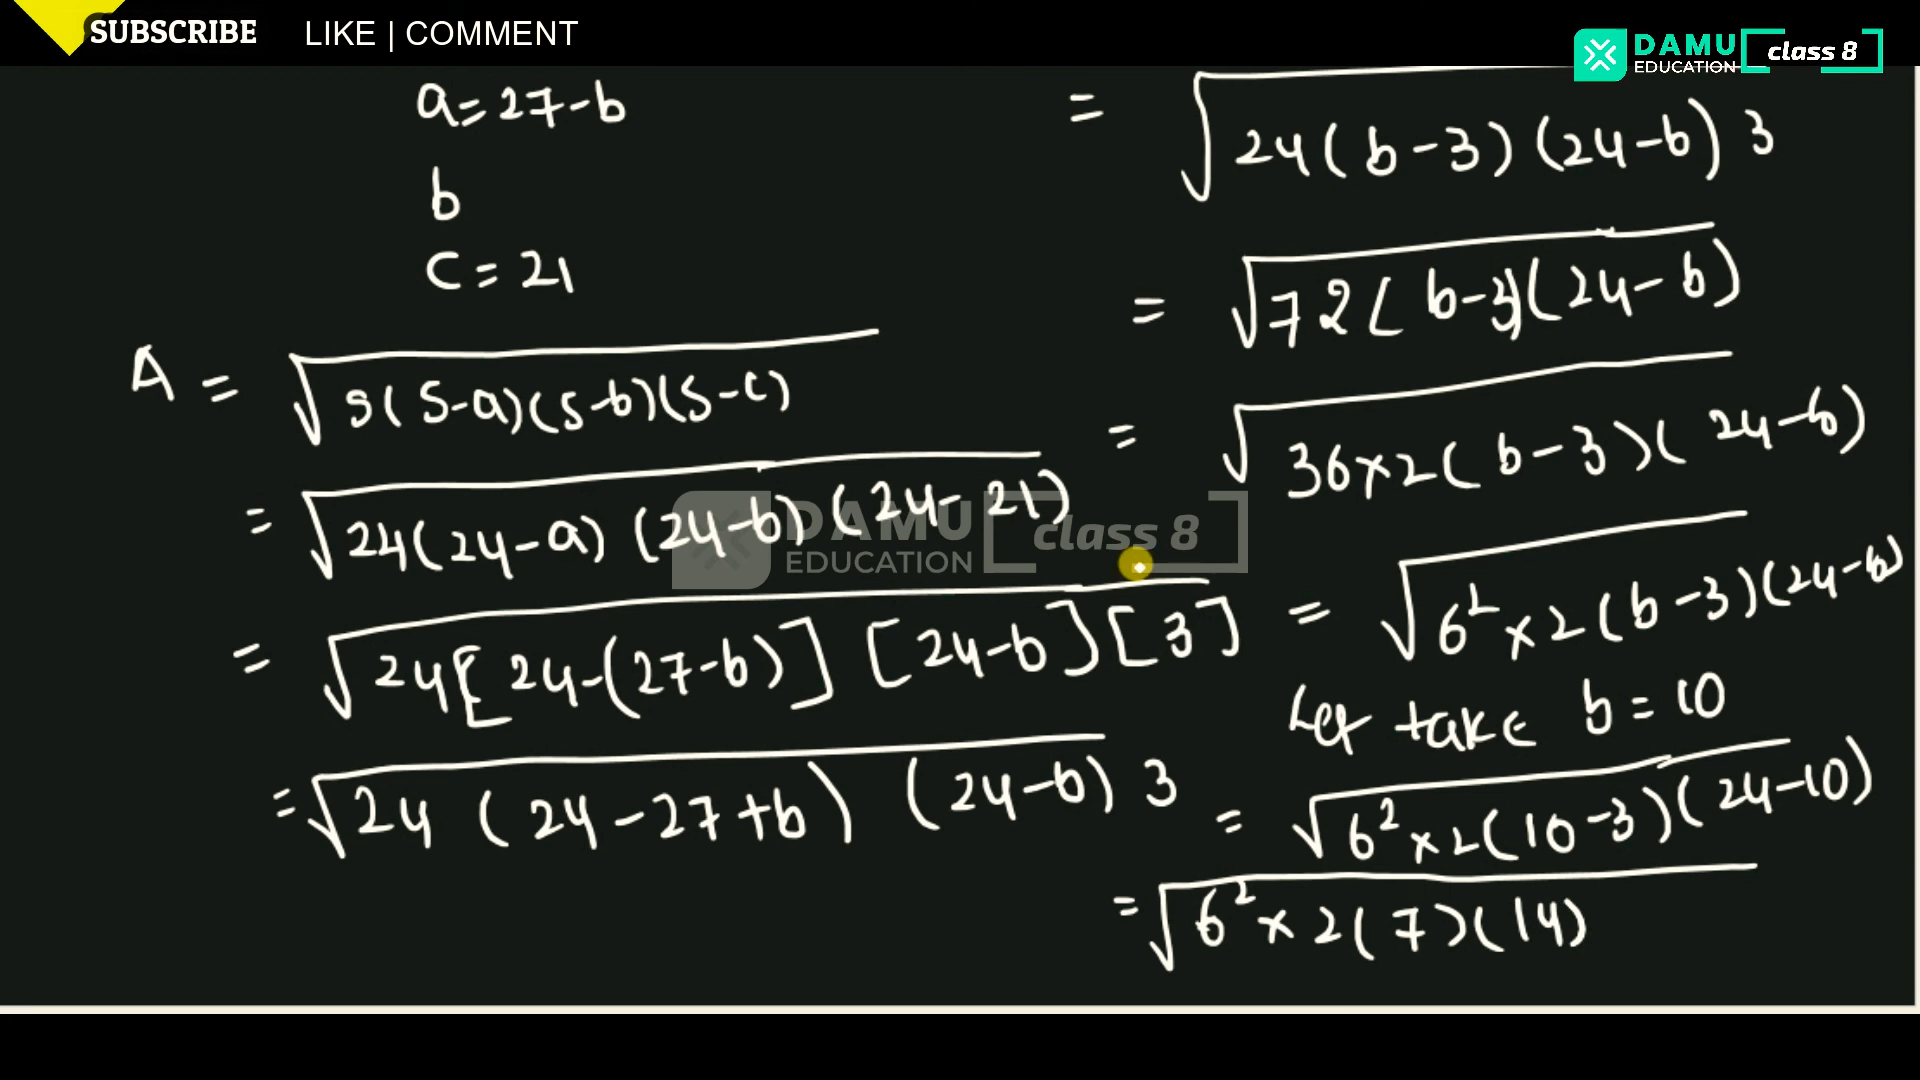 SUBSCRIBE LIKE | COMMENT
DAMU EDUCATION class 8
a=27-b
b
c=21
A = √s(s-a)(s-b)(s-c)
= √24(24-a)(24-b)(24-21)
= √24[24-(27-b)][24-b][3]
= √24(24-27+b)(24-b)3
= √24(b-3)(24-b)3
= √72[b-3)(24-b)
= √36×2(b-3)(24-b)
= √6²×2(b-3)(24-b)
Let take b=10
= √6²×2(10-3)(24-10)
= √6²×2(7)(14)
DAMU EDUCATION class 8